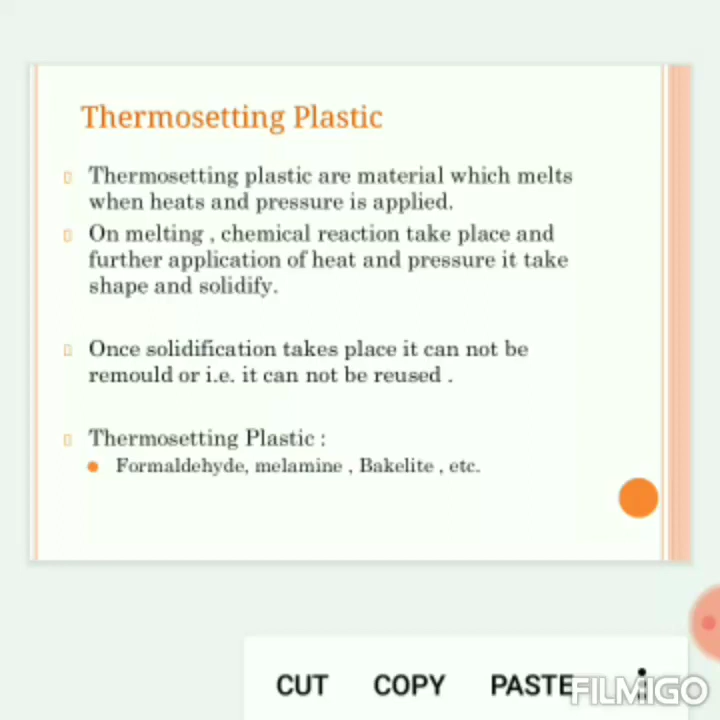 Thermosetting Plastic
Thermosetting plastic are material which melts
when heats and pressure is applied.
On melting , chemical reaction take place and
further application of heat and pressure it take
shape and solidify.
Once solidification takes place it can not be
remould or i.e. it can not be reused .
Thermosetting Plastic :
Formaldehyde, melamine , Bakelite , etc.
CUT COPY PASTE
FILMIGO